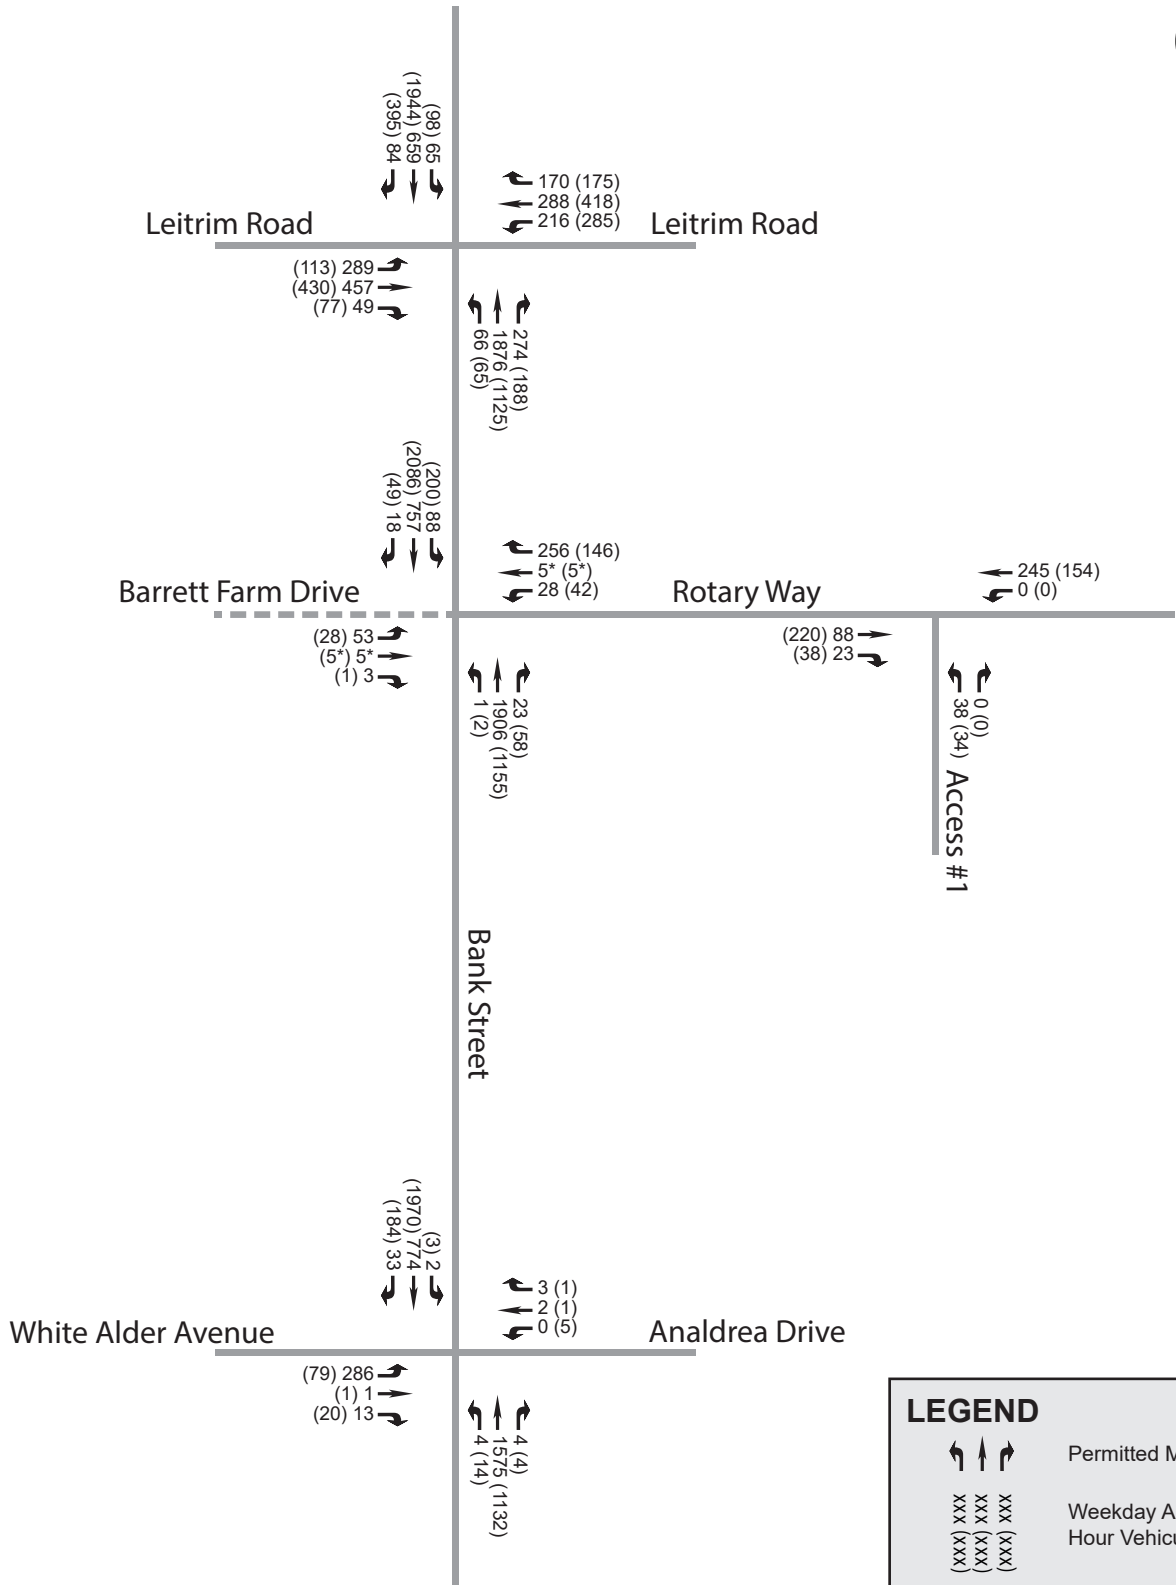 (98) 65
(1944) 659
(395) 84
170 (175)
288 (418)
216 (285)
Leitrim Road
Leitrim Road
(113) 289
(430) 457
(77) 49
66 (65)
1876 (1125)
274 (188)
(200) 88
(2086) 757
(49) 18
256 (146)
5* (5*)
28 (42)
Barrett Farm Drive
Rotary Way
245 (154)
0 (0)
(28) 53
(5*) 5*
(1) 3
(220) 88
(38) 23
1 (2)
1906 (1155)
23 (58)
38 (34)
0 (0)
Access #1
Bank Street
(3) 2
(1970) 774
(184) 33
3 (1)
2 (1)
0 (5)
White Alder Avenue
Analdrea Drive
(79) 286
(1) 1
(20) 13
4 (14)
1575 (1132)
4 (4)
LEGEND
Permitted
xxx (xxx)
xxx (xxx)
xxx (xxx)
Weekday
Hour